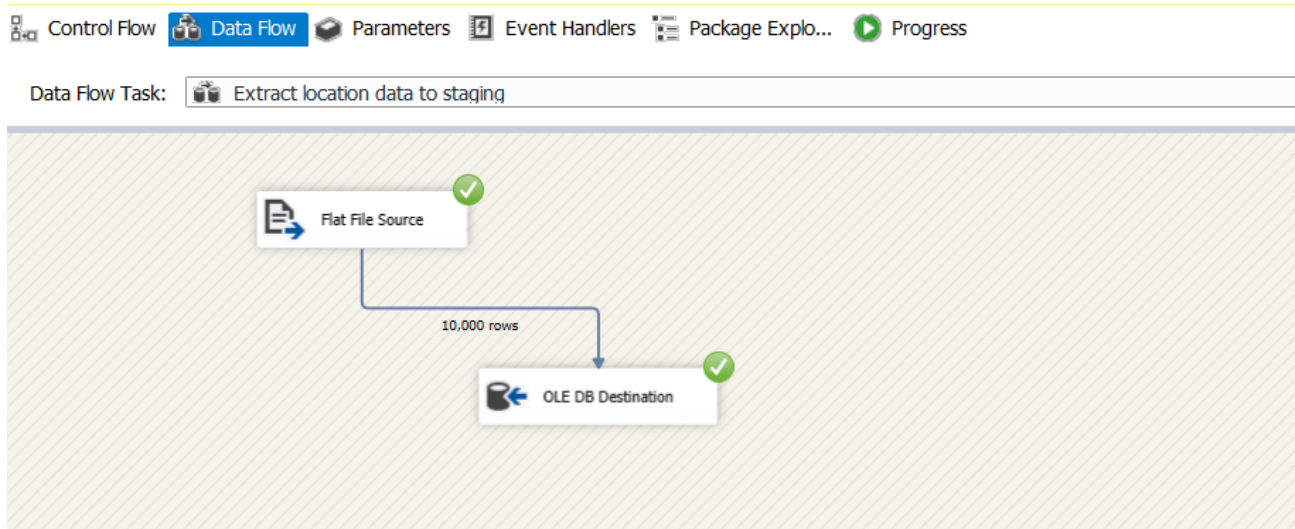 Control Flow Data Flow Parameters Event Handlers Package Explo... Progress
Data Flow Task: Extract location data to staging
Flat File Source
10,000 rows
OLE DB Destination